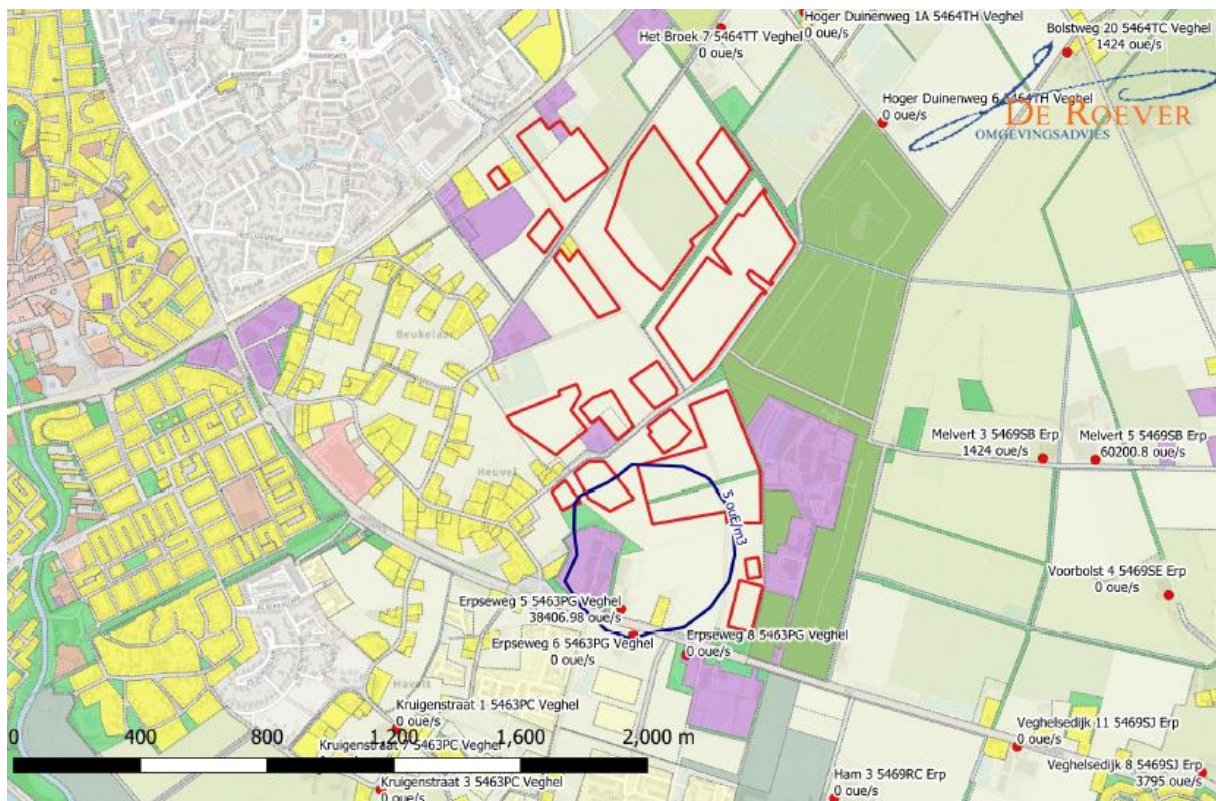 Hoger Duinenweg 1A 5464TH Veghel
0 oue/s
Het Broek 7 5464TT Veghel
0 oue/s
Bolstweg 20 5464TC Veghel
1424 oue/s
Hoger Duinenweg 6 5464TH Veghel
0 oue/s
DE ROEVER
OMGEVINGSADVIES
Beukelaar
Heuvel
Melvert 3 5469SB Erp
1424 oue/s
Melvert 5 5469SB Erp
60200.8 oue/s
5 ouE/m3
Voorbolst 4 5469SE Erp
0 oue/s
Erpseweg 5 5463PG Veghel
38406.98 oue/s
Erpseweg 6 5463PG Veghel
0 oue/s
Erpseweg 8 5463PG Veghel
0 oue/s
Havelt
Kruigenstraat 1 5463PC Veghel
0 oue/s
Kruigenstraat 7 5463PC Veghel
Kruigenstraat 3 5463PC Veghel
0 oue/s
Veghelsedijk 11 5469SJ Erp
0 oue/s
Veghelsedijk 8 5469SJ Erp
3795 oue/s
Ham 3 5469RC Erp
0 oue/s
0 400 800 1,200 1,600 2,000 m